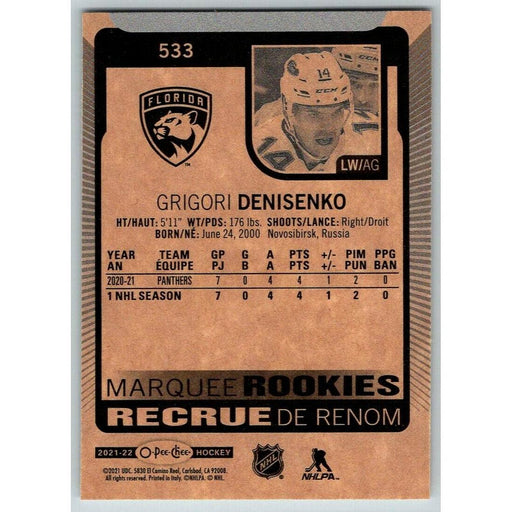 533
FLORIDA
14
CCM
14
LW/AG
GRIGORI DENISENKO
HT/HAUT: 5'11" WT/PDS: 176 lbs. SHOOTS/LANCE: Right/Droit
BORN/NÉ: June 24, 2000 Novosibirsk, Russia
YEAR TEAM GP G A PTS +/- PIM PPG
AN ÉQUIPE PJ B A PTS +/- PUN BAN
2020-21 PANTHERS 7 0 4 4 1 2 0
1 NHL SEASON 7 0 4 4 1 2 0
MARQUEE ROOKIES
RECRUE DE RENOM
2021-22 O-Pee-Chee HOCKEY
©2021 UDC. 5830 El Camino Real, Carlsbad, CA 92008.
All rights reserved. Printed in Italy. ©NHLPA. © NHL.
NHL
NHLPA